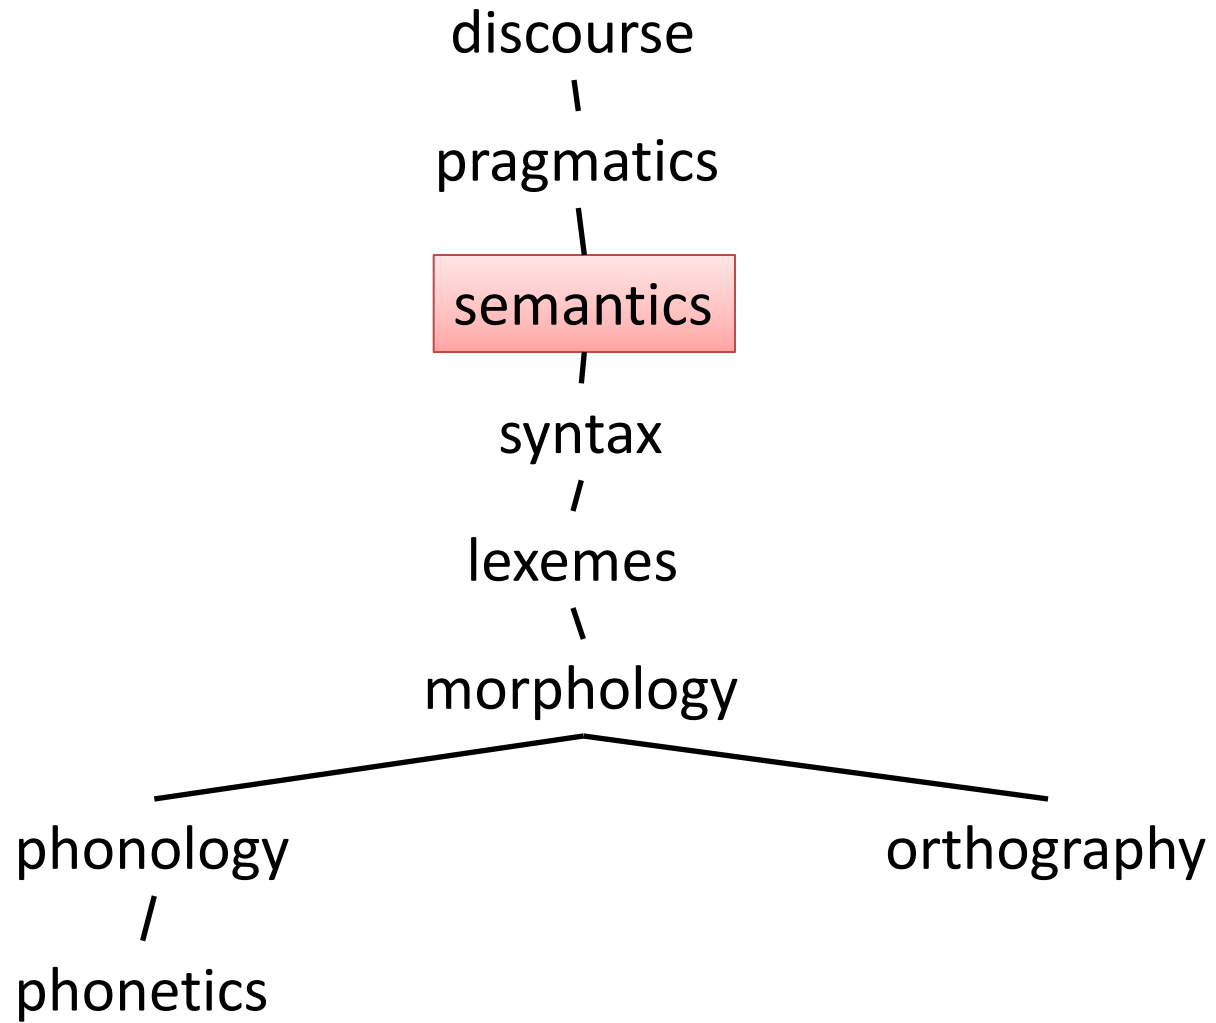 discourse
pragmatics
semantics
syntax
lexemes
morphology
phonology
orthography
phonetics